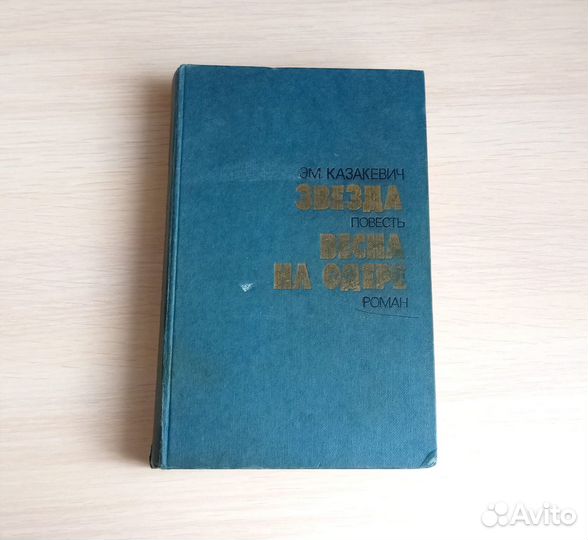 ЭМ. КАЗАКЕВИЧ
ЗВЕЗДА
ПОВЕСТЬ
ВЕСНА
НА ОДЕРЕ
РОМАН
Avito